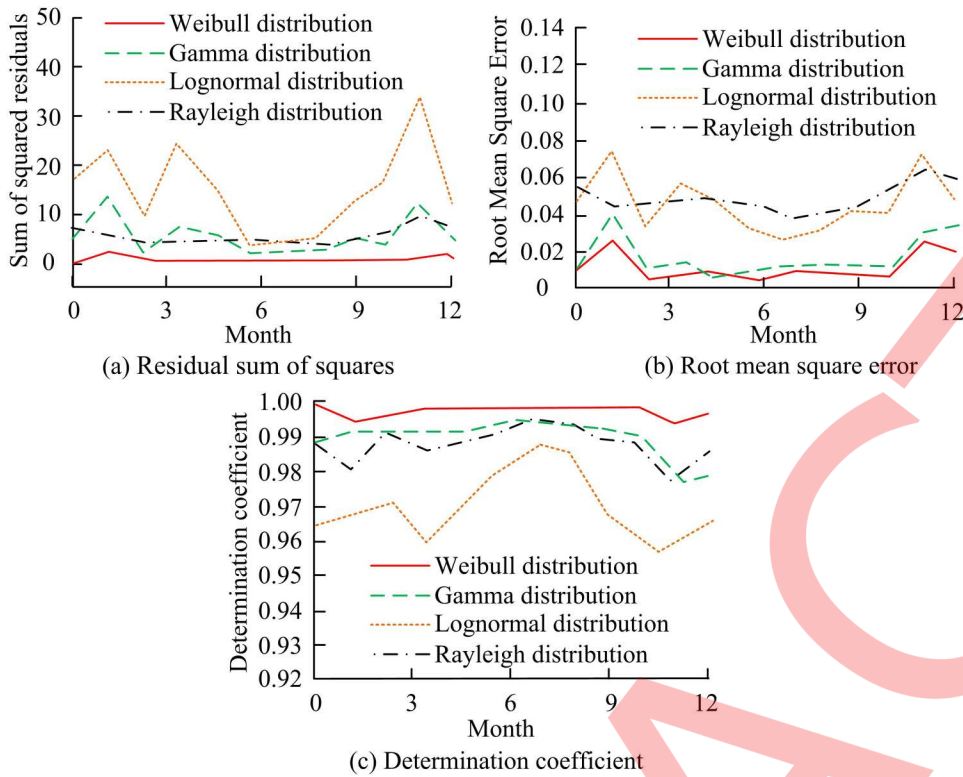 50
40
30
20
10
0
Sum of squared residuals
Weibull distribution
Gamma distribution
Lognormal distribution
Rayleigh distribution
0 3 6 9 12
Month
(a) Residual sum of squares
0.14
0.12
0.10
0.08
0.06
0.04
0.02
0
Root Mean Square Error
Weibull distribution
Gamma distribution
Lognormal distribution
Rayleigh distribution
0 3 6 9 12
Month
(b) Root mean square error
1.00
0.99
0.98
0.97
0.96
0.95
0.94
0.93
0.92
Determination coefficient
Weibull distribution
Gamma distribution
Lognormal distribution
Rayleigh distribution
0 3 6 9 12
Month
(c) Determination coefficient